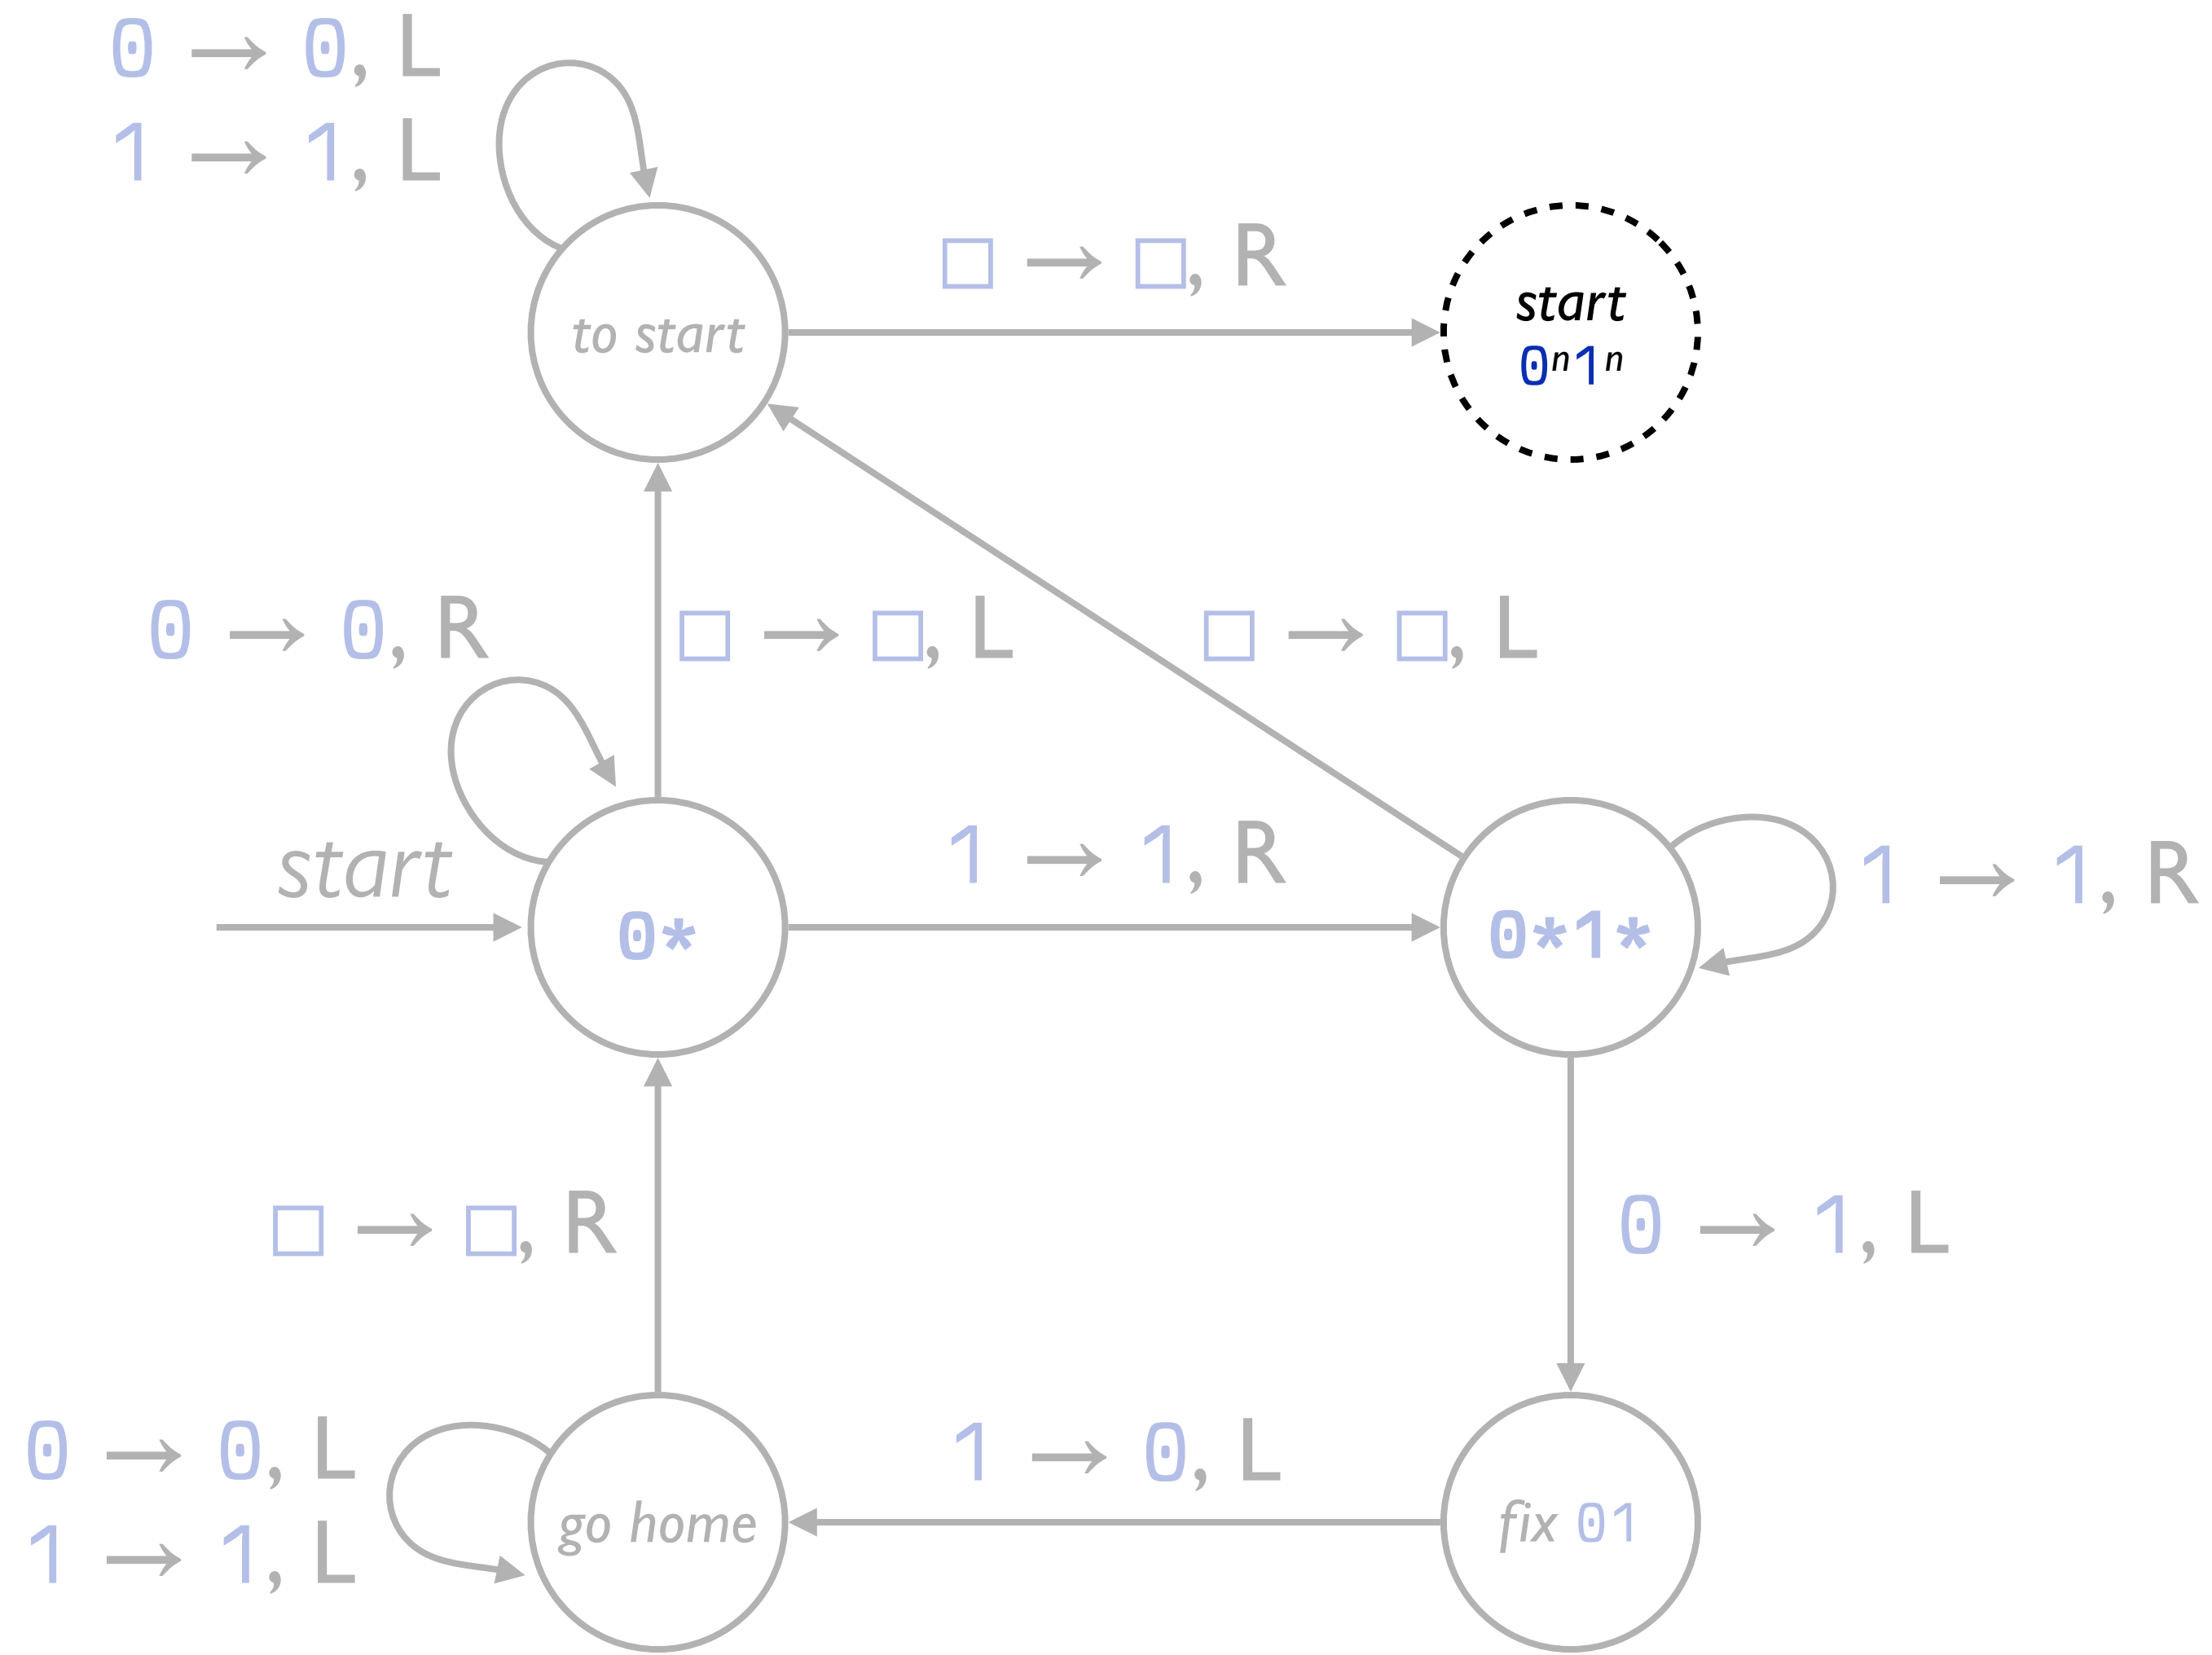 0 → 0, L
1 → 1, L
□ → □, R
to start
start
0ⁿ1ⁿ
0 → 0, R
□ → □, L
□ → □, L
start
1 → 1, R
1 → 1, R
0*
0*1*
□ → □, R
0 → 1, L
0 → 0, L
1 → 1, L
1 → 0, L
go home
fix 01